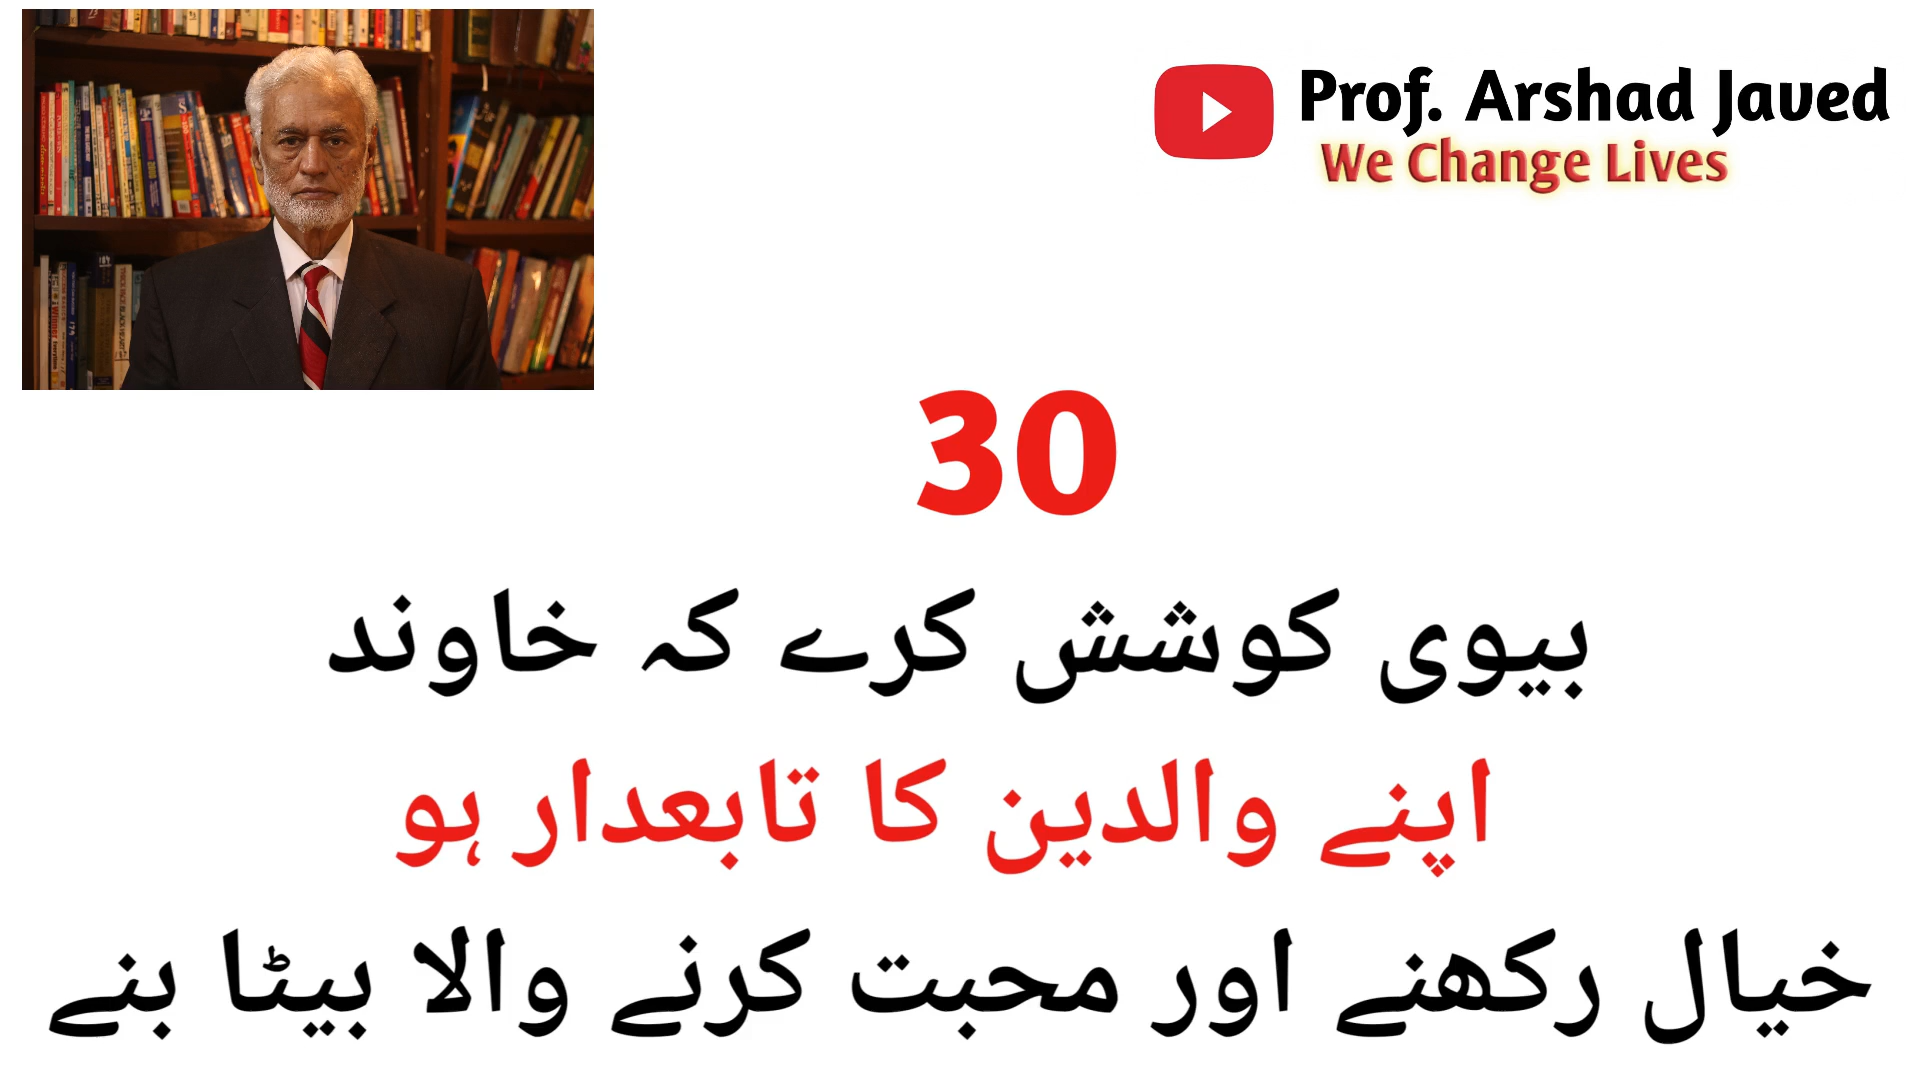 Prof. Arshad Javed
We Change Lives
30
بیوی کوشش کرے کہ خاوند
اپنے والدین کا تابعدار ہو
خیال رکھنے اور محبت کرنے والا بیٹا بنے